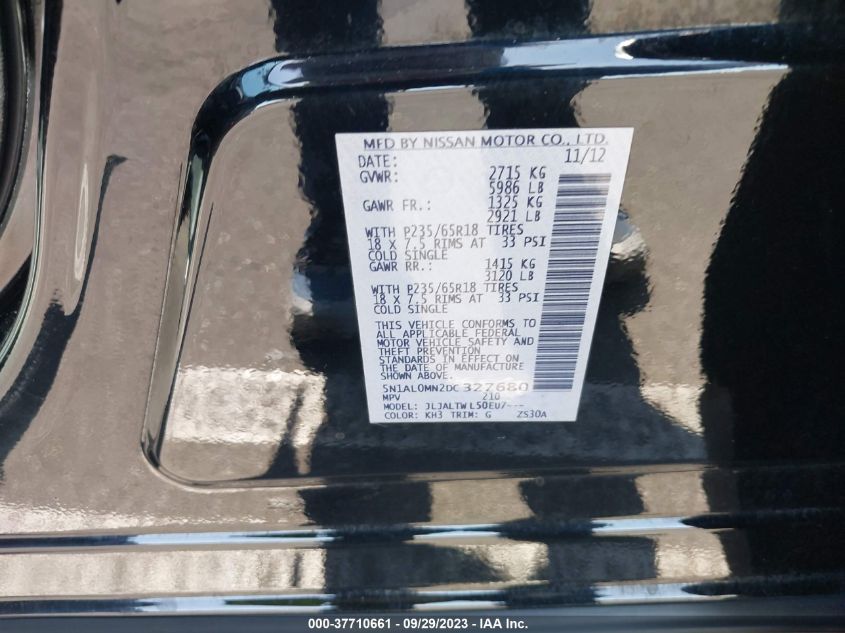 MFD BY NISSAN MOTOR CO., LTD.
DATE: 11/12
GVWR: 2715 KG
5986 LB
GAWR FR.: 1325 KG
2921 LB
WITH P235/65R18 TIRES
18 X 7.5 RIMS AT 33 PSI
COLD SINGLE
GAWR RR.: 1415 KG
3120 LB
WITH P235/65R18 TIRES
18 X 7.5 RIMS AT 33 PSI
COLD SINGLE
THIS VEHICLE CONFORMS TO
ALL APPLICABLE FEDERAL
MOTOR VEHICLE SAFETY AND
THEFT PREVENTION
STANDARDS IN EFFECT ON
THE DATE OF MANUFACTURE
SHOWN ABOVE.
5N1AL0MN2DC327680
MPV 210
MODEL:
COLOR: KH3 TRIM: G ZS30A
000-37710661 - 09/29/2023 - IAA Inc.